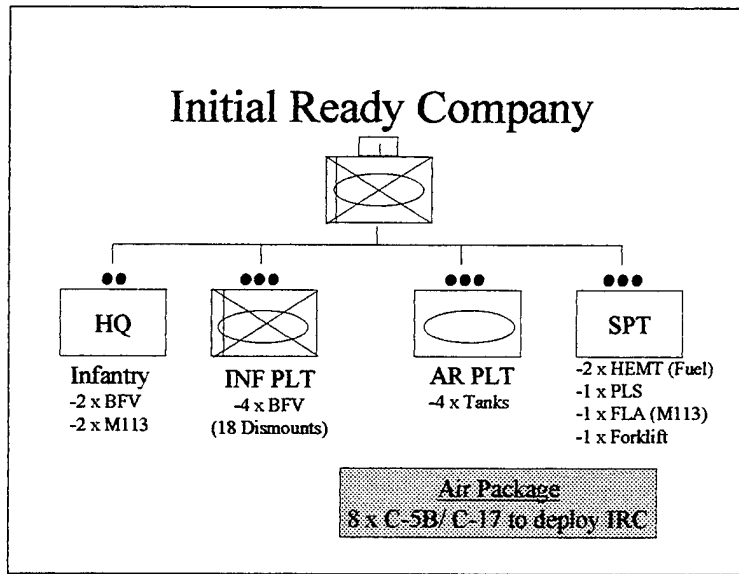 Initial Ready Company
HQ
SPT
Infantry
-2 x BFV
-2 x M113
INF PLT
-4 x BFV
(18 Dismounts)
AR PLT
-4 x Tanks
-2 x HEMT (Fuel)
-1 x PLS
-1 x FLA (M113)
-1 x Forklift
Air Package
8 x C-5B/ C-17 to deploy IRC